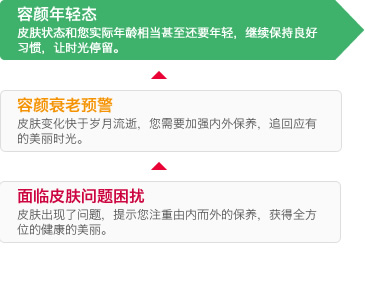 容颜年轻态
皮肤状态和您实际年龄相当甚至还要年轻，继续保持良好
习惯，让时光停留。
容颜衰老预警
皮肤变化快于岁月流逝，您需要加强内外保养，追回应有
的美丽时光。
面临皮肤问题困扰
皮肤出现了问题，提示您注重由内而外的保养，获得全方
位的健康的美丽。